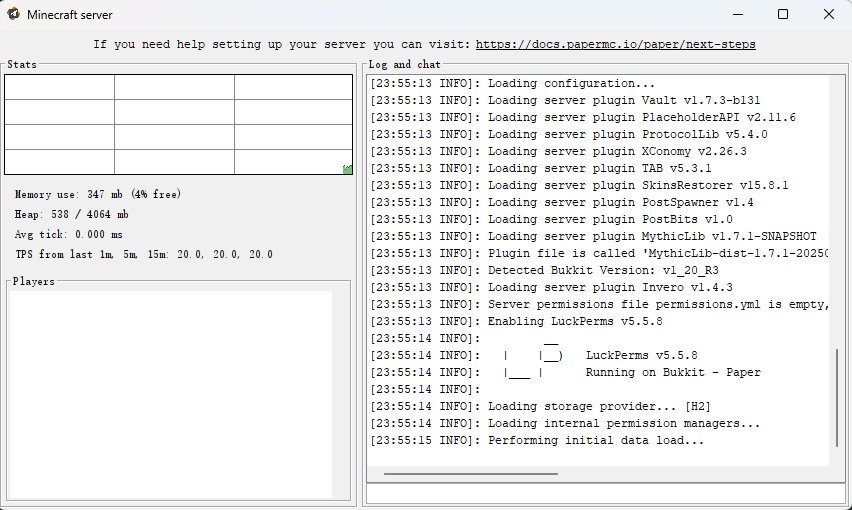 Minecraft server
If you need help setting up your server you can visit: https://docs.papermc.io/paper/next-steps
Stats
Memory use: 347 mb (4% free)
Heap: 538 / 4064 mb
Avg tick: 0.000 ms
TPS from last 1m, 5m, 15m: 20.0, 20.0, 20.0
Players
Log and chat
[23:55:13 INFO]: Loading configuration...
[23:55:13 INFO]: Loading server plugin Vault v1.7.3-b131
[23:55:13 INFO]: Loading server plugin PlaceholderAPI v2.11.6
[23:55:13 INFO]: Loading server plugin ProtocolLib v5.4.0
[23:55:13 INFO]: Loading server plugin XConomy v2.26.3
[23:55:13 INFO]: Loading server plugin TAB v5.3.1
[23:55:13 INFO]: Loading server plugin SkinsRestorer v15.8.1
[23:55:13 INFO]: Loading server plugin PostSpawner v1.4
[23:55:13 INFO]: Loading server plugin PostBits v1.0
[23:55:13 INFO]: Loading server plugin MythicLib v1.7.1-SNAPSHOT
[23:55:13 INFO]: Plugin file is called 'MythicLib-dist-1.7.1-20250
[23:55:13 INFO]: Detected Bukkit Version: v1_20_R3
[23:55:13 INFO]: Loading server plugin Invero v1.4.3
[23:55:13 INFO]: Server permissions file permissions.yml is empty,
[23:55:13 INFO]: Enabling LuckPerms v5.5.8
[23:55:14 INFO]:         __
[23:55:14 INFO]:   |    |__)   LuckPerms v5.5.8
[23:55:14 INFO]:   |___ |      Running on Bukkit - Paper
[23:55:14 INFO]:
[23:55:14 INFO]: Loading storage provider... [H2]
[23:55:14 INFO]: Loading internal permission managers...
[23:55:15 INFO]: Performing initial data load...